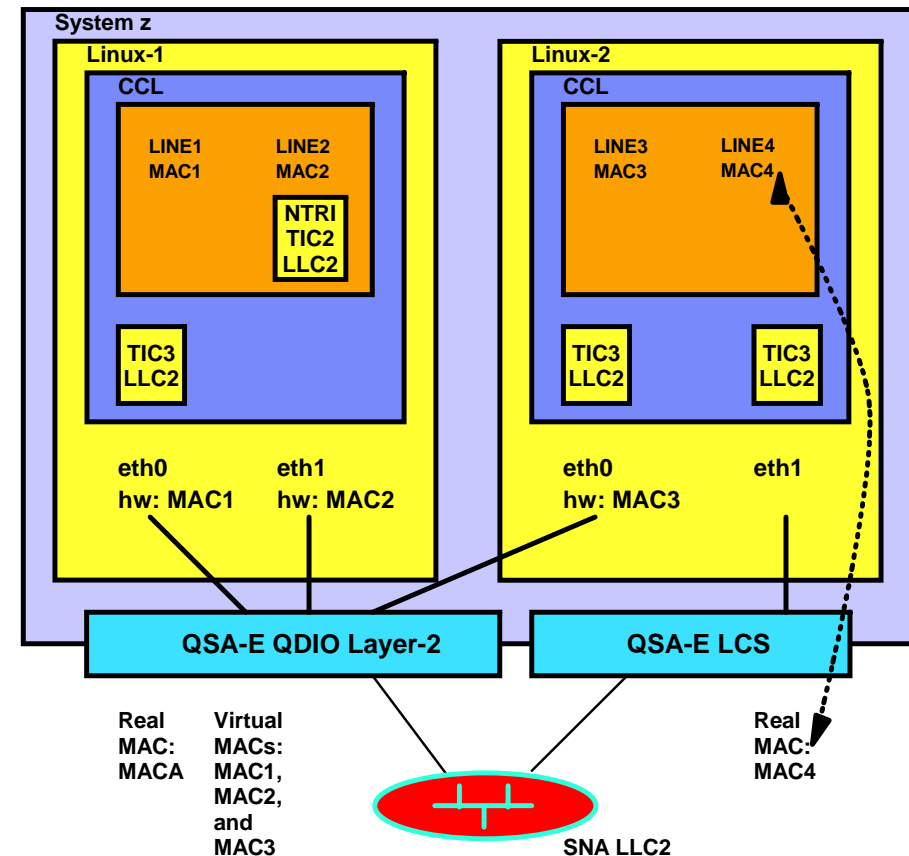 System z
Linux-1
CCL
LINE1
MAC1
LINE2
MAC2
NTRI
TIC2
LLC2
TIC3
LLC2
eth0
hw: MAC1
eth1
hw: MAC2
Linux-2
CCL
LINE3
MAC3
LINE4
MAC4
TIC3
LLC2
TIC3
LLC2
eth0
hw: MAC3
eth1
QSA-E QDIO Layer-2
QSA-E LCS
Real
MAC:
MACA
Virtual
MACs:
MAC1,
MAC2,
and
MAC3
Real
MAC:
MAC4
SNA LLC2